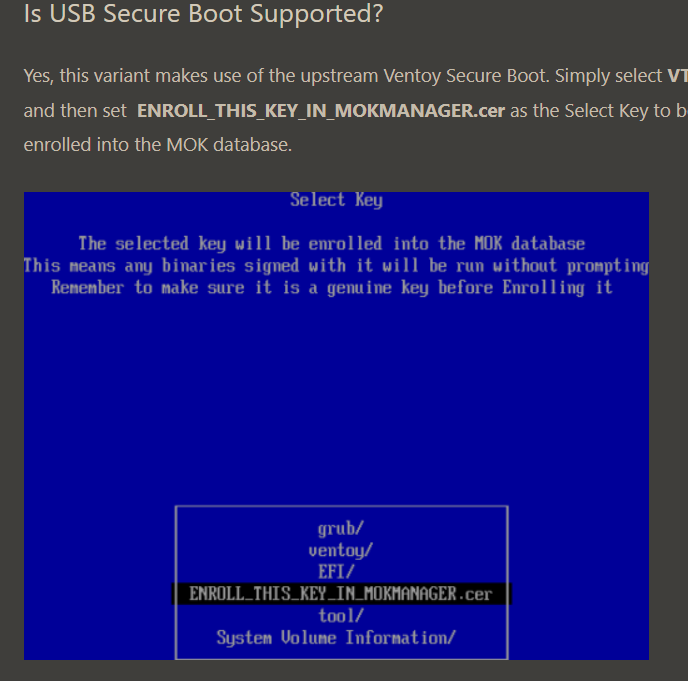 Is USB Secure Boot Supported?
Yes, this variant makes use of the upstream Ventoy Secure Boot. Simply select VT
and then set ENROLL_THIS_KEY_IN_MOKMANAGER.cer as the Select Key to b
enrolled into the MOK database.
Select Key
The selected key will be enrolled into the MOK database
This means any binaries signed with it will be run without prompting
Remember to make sure it is a genuine key before Enrolling it
grub/
ventoy/
EFI/
ENROLL_THIS_KEY_IN_MOKMANAGER.cer
tool/
System Volume Information/